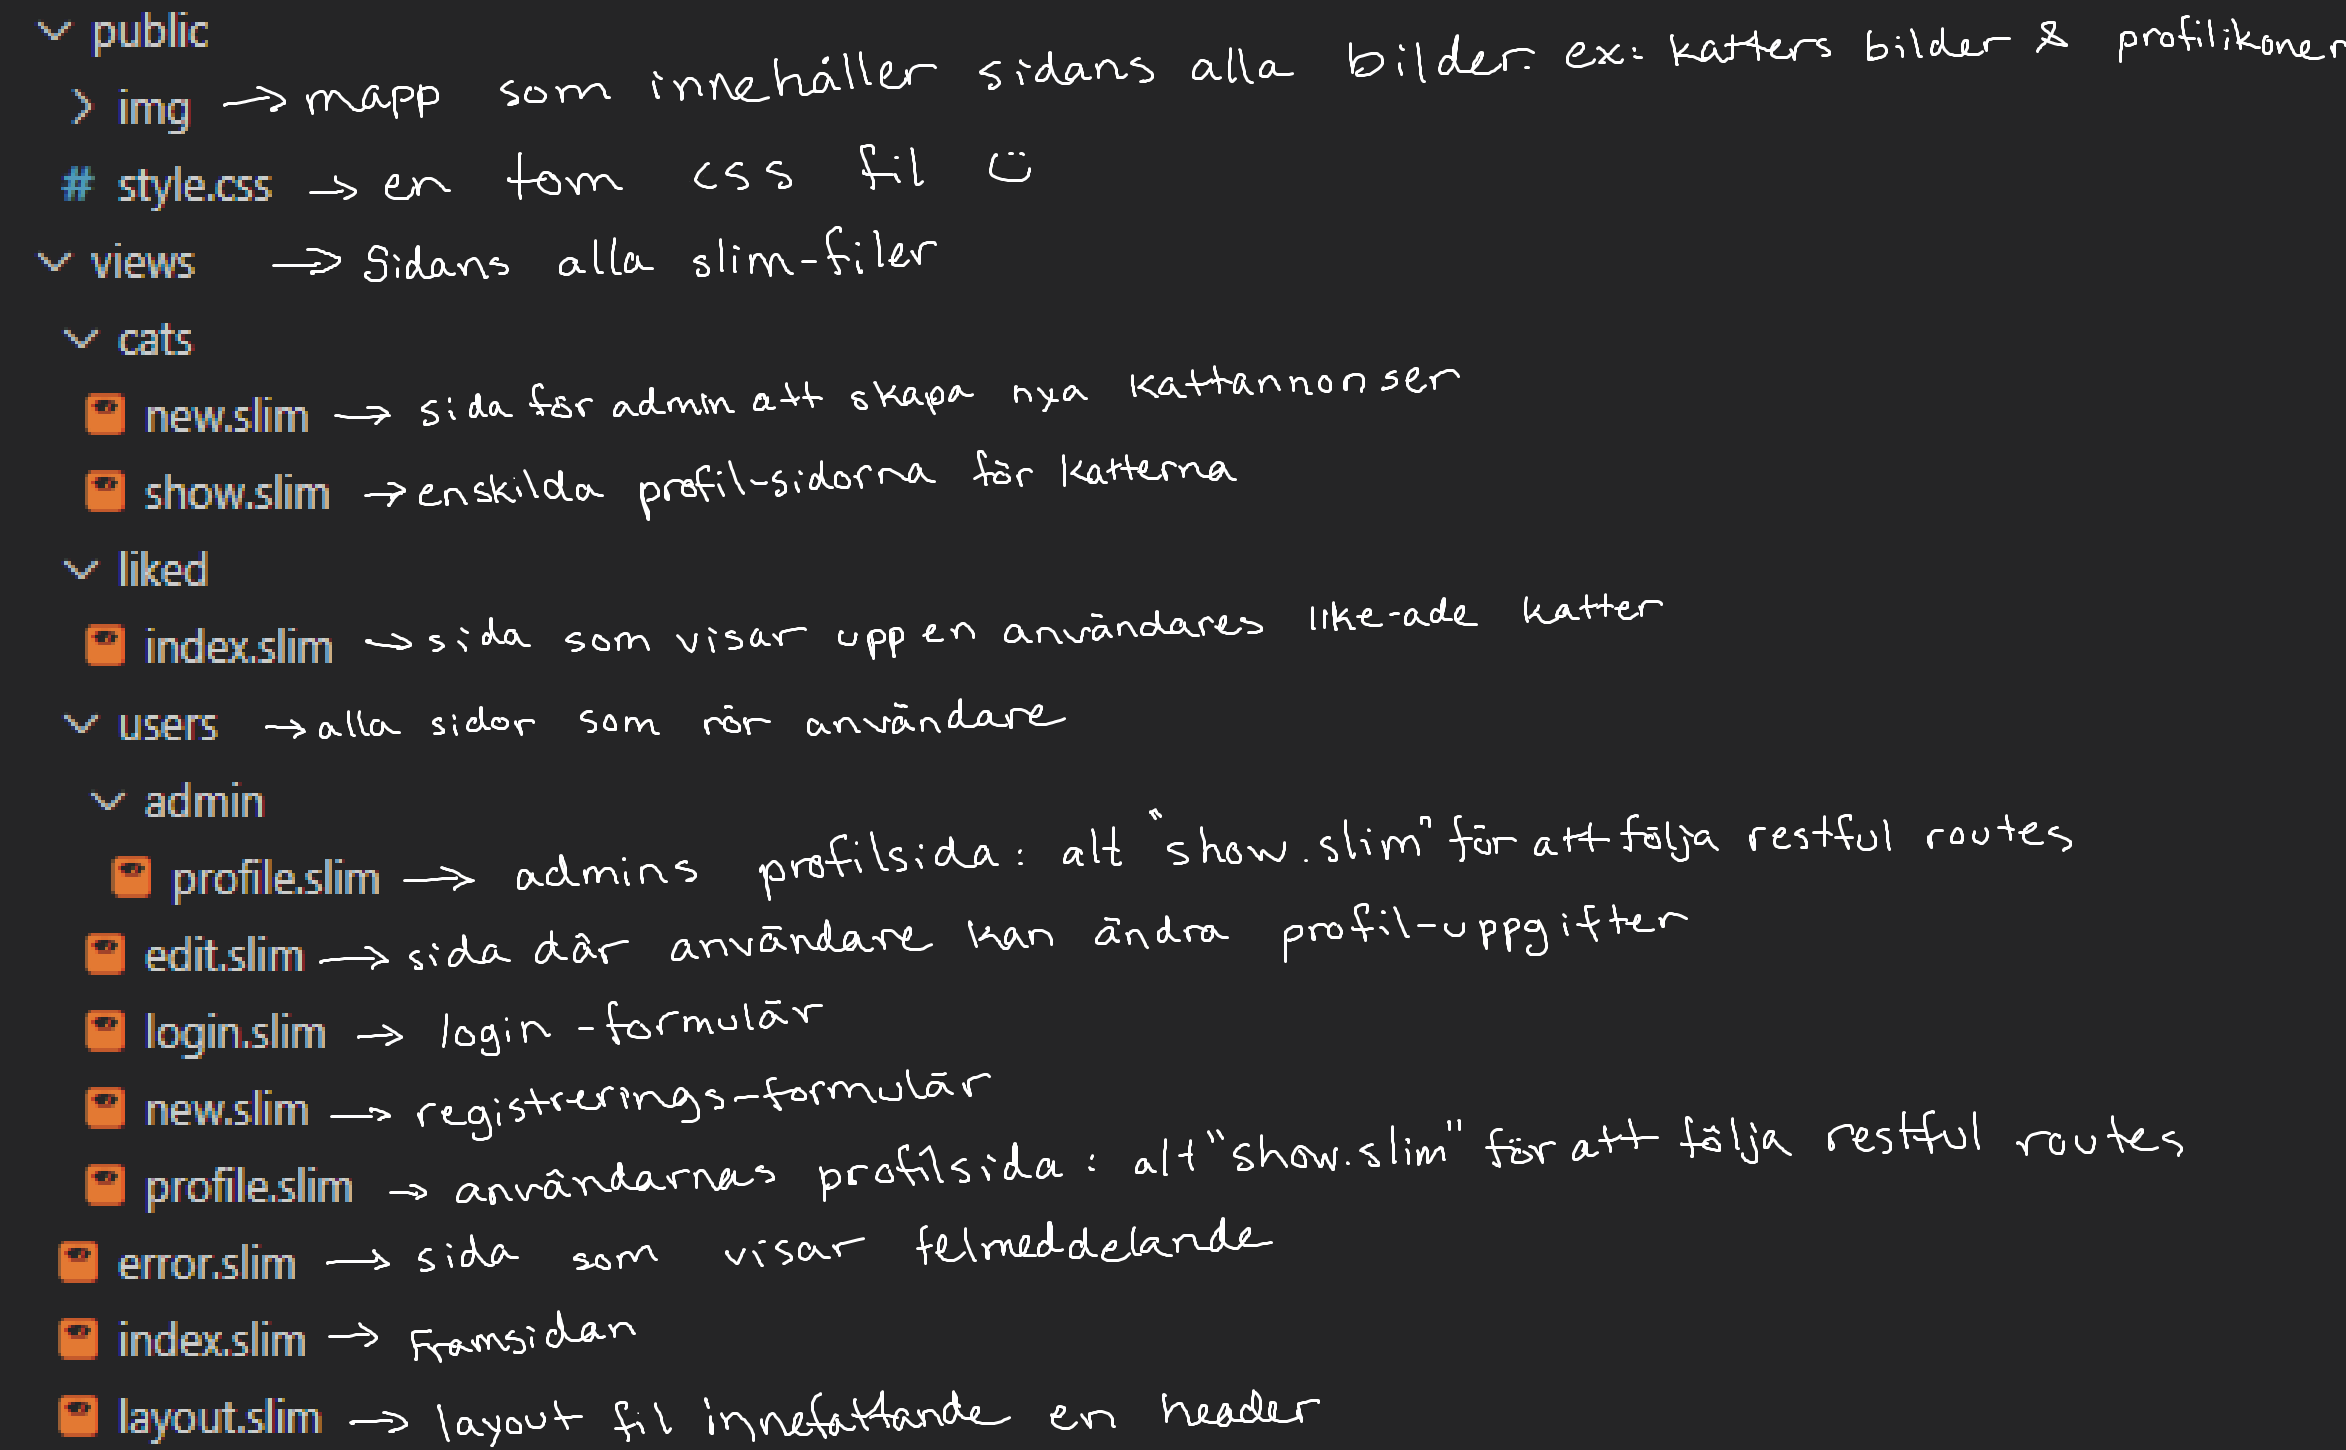 public
img → mapp som innehåller sidans alla bilder. ex: katters bilder & profilikoner
# style.css → en tom css fil ü
views → Sidans alla slim-filer
cats
new.slim → sida för admin att skapa nya kattannonser
show.slim → enskilda profil-sidorna för katterna
liked
index.slim → sida som visar upp en användares like-ade katter
users → alla sidor som rör användare
admin
profile.slim → admins profilsida: alt "show.slim" för att följa restful routes
edit.slim → sida där användare kan ändra profil-uppgifter
login.slim → login-formulär
new.slim → registrerings-formulär
profile.slim → användarnas profilsida: alt "show.slim" för att följa restful routes
error.slim → sida som visar felmeddelande
index.slim → Framsidan
layout.slim → layout fil innefattande en header